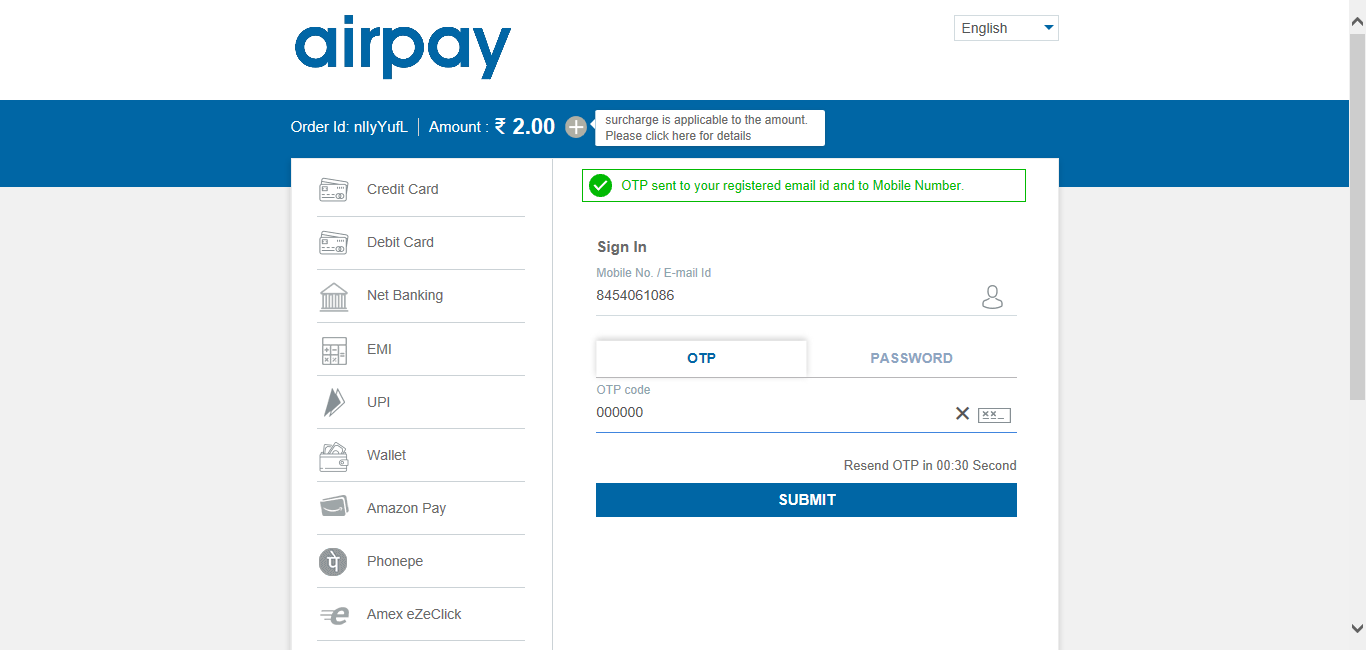 airpay
English
Order Id: nllyYufL | Amount : ₹ 2.00
surcharge is applicable to the amount.
Please click here for details
Credit Card
Debit Card
Net Banking
EMI
UPI
Wallet
Amazon Pay
Phonepe
Amex eZeClick
OTP sent to your registered email id and to Mobile Number.
Sign In
Mobile No. / E-mail Id
8454061086
OTP
PASSWORD
OTP code
000000
Resend OTP in 00:30 Second
SUBMIT